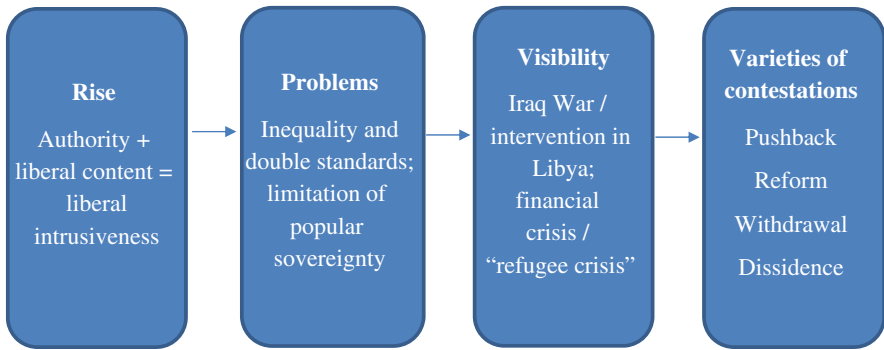 Rise
Authority +
liberal content =
liberal
intrusiveness
Problems
Inequality and
double standards;
limitation of
popular
sovereignty
Visibility
Iraq War /
intervention in
Libya;
financial
crisis /
“refugee crisis”
Varieties of
contestations
Pushback
Reform
Withdrawal
Dissidence